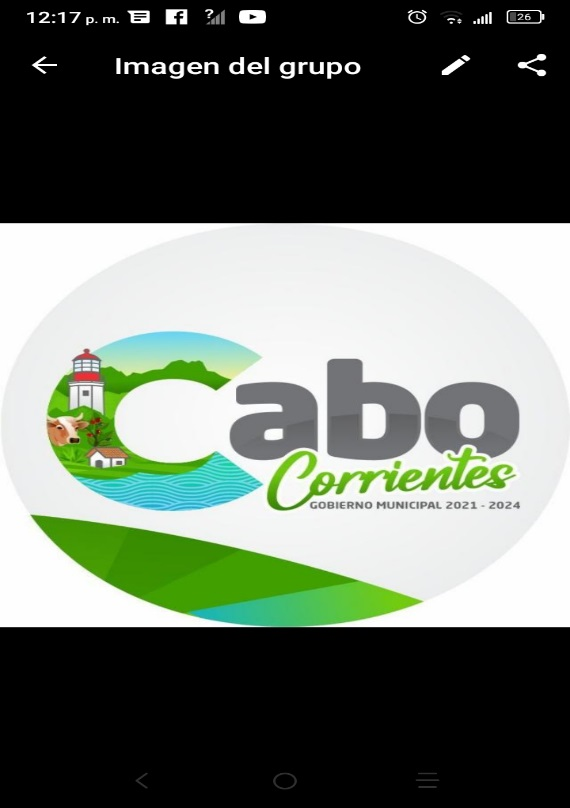 12:17 p. m.
26
Imagen del grupo
Cabo
Corrientes
GOBIERNO MUNICIPAL 2021 - 2024